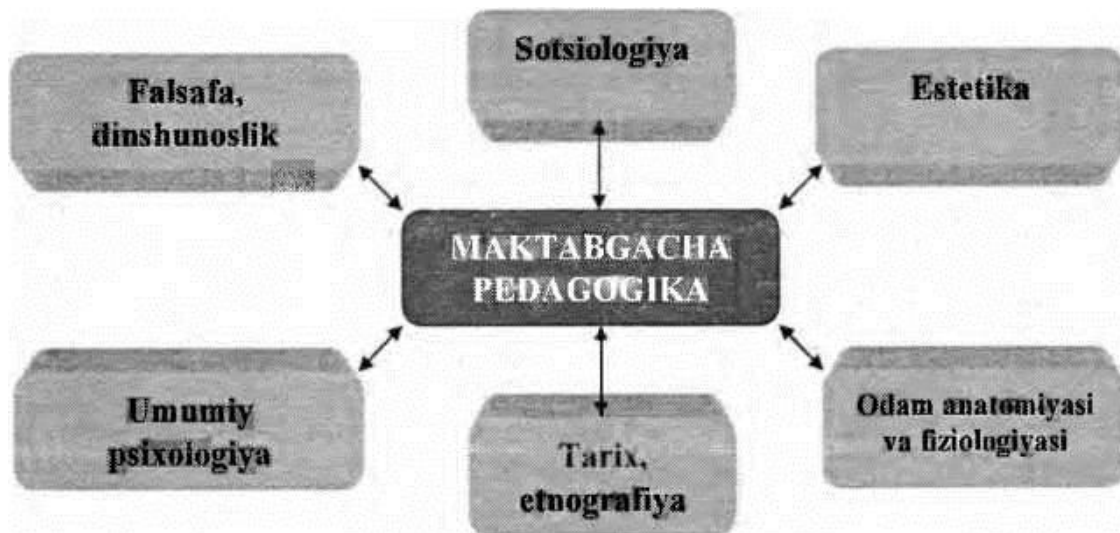 Sotsiologiya
Falsafa,
dinshunoslik
Estetika
MAKTABGACHA
PEDAGOGIKA
Umumiy
psixologiya
Tarix,
etnografiya
Odam anatomiyasi
va fiziologiyasi